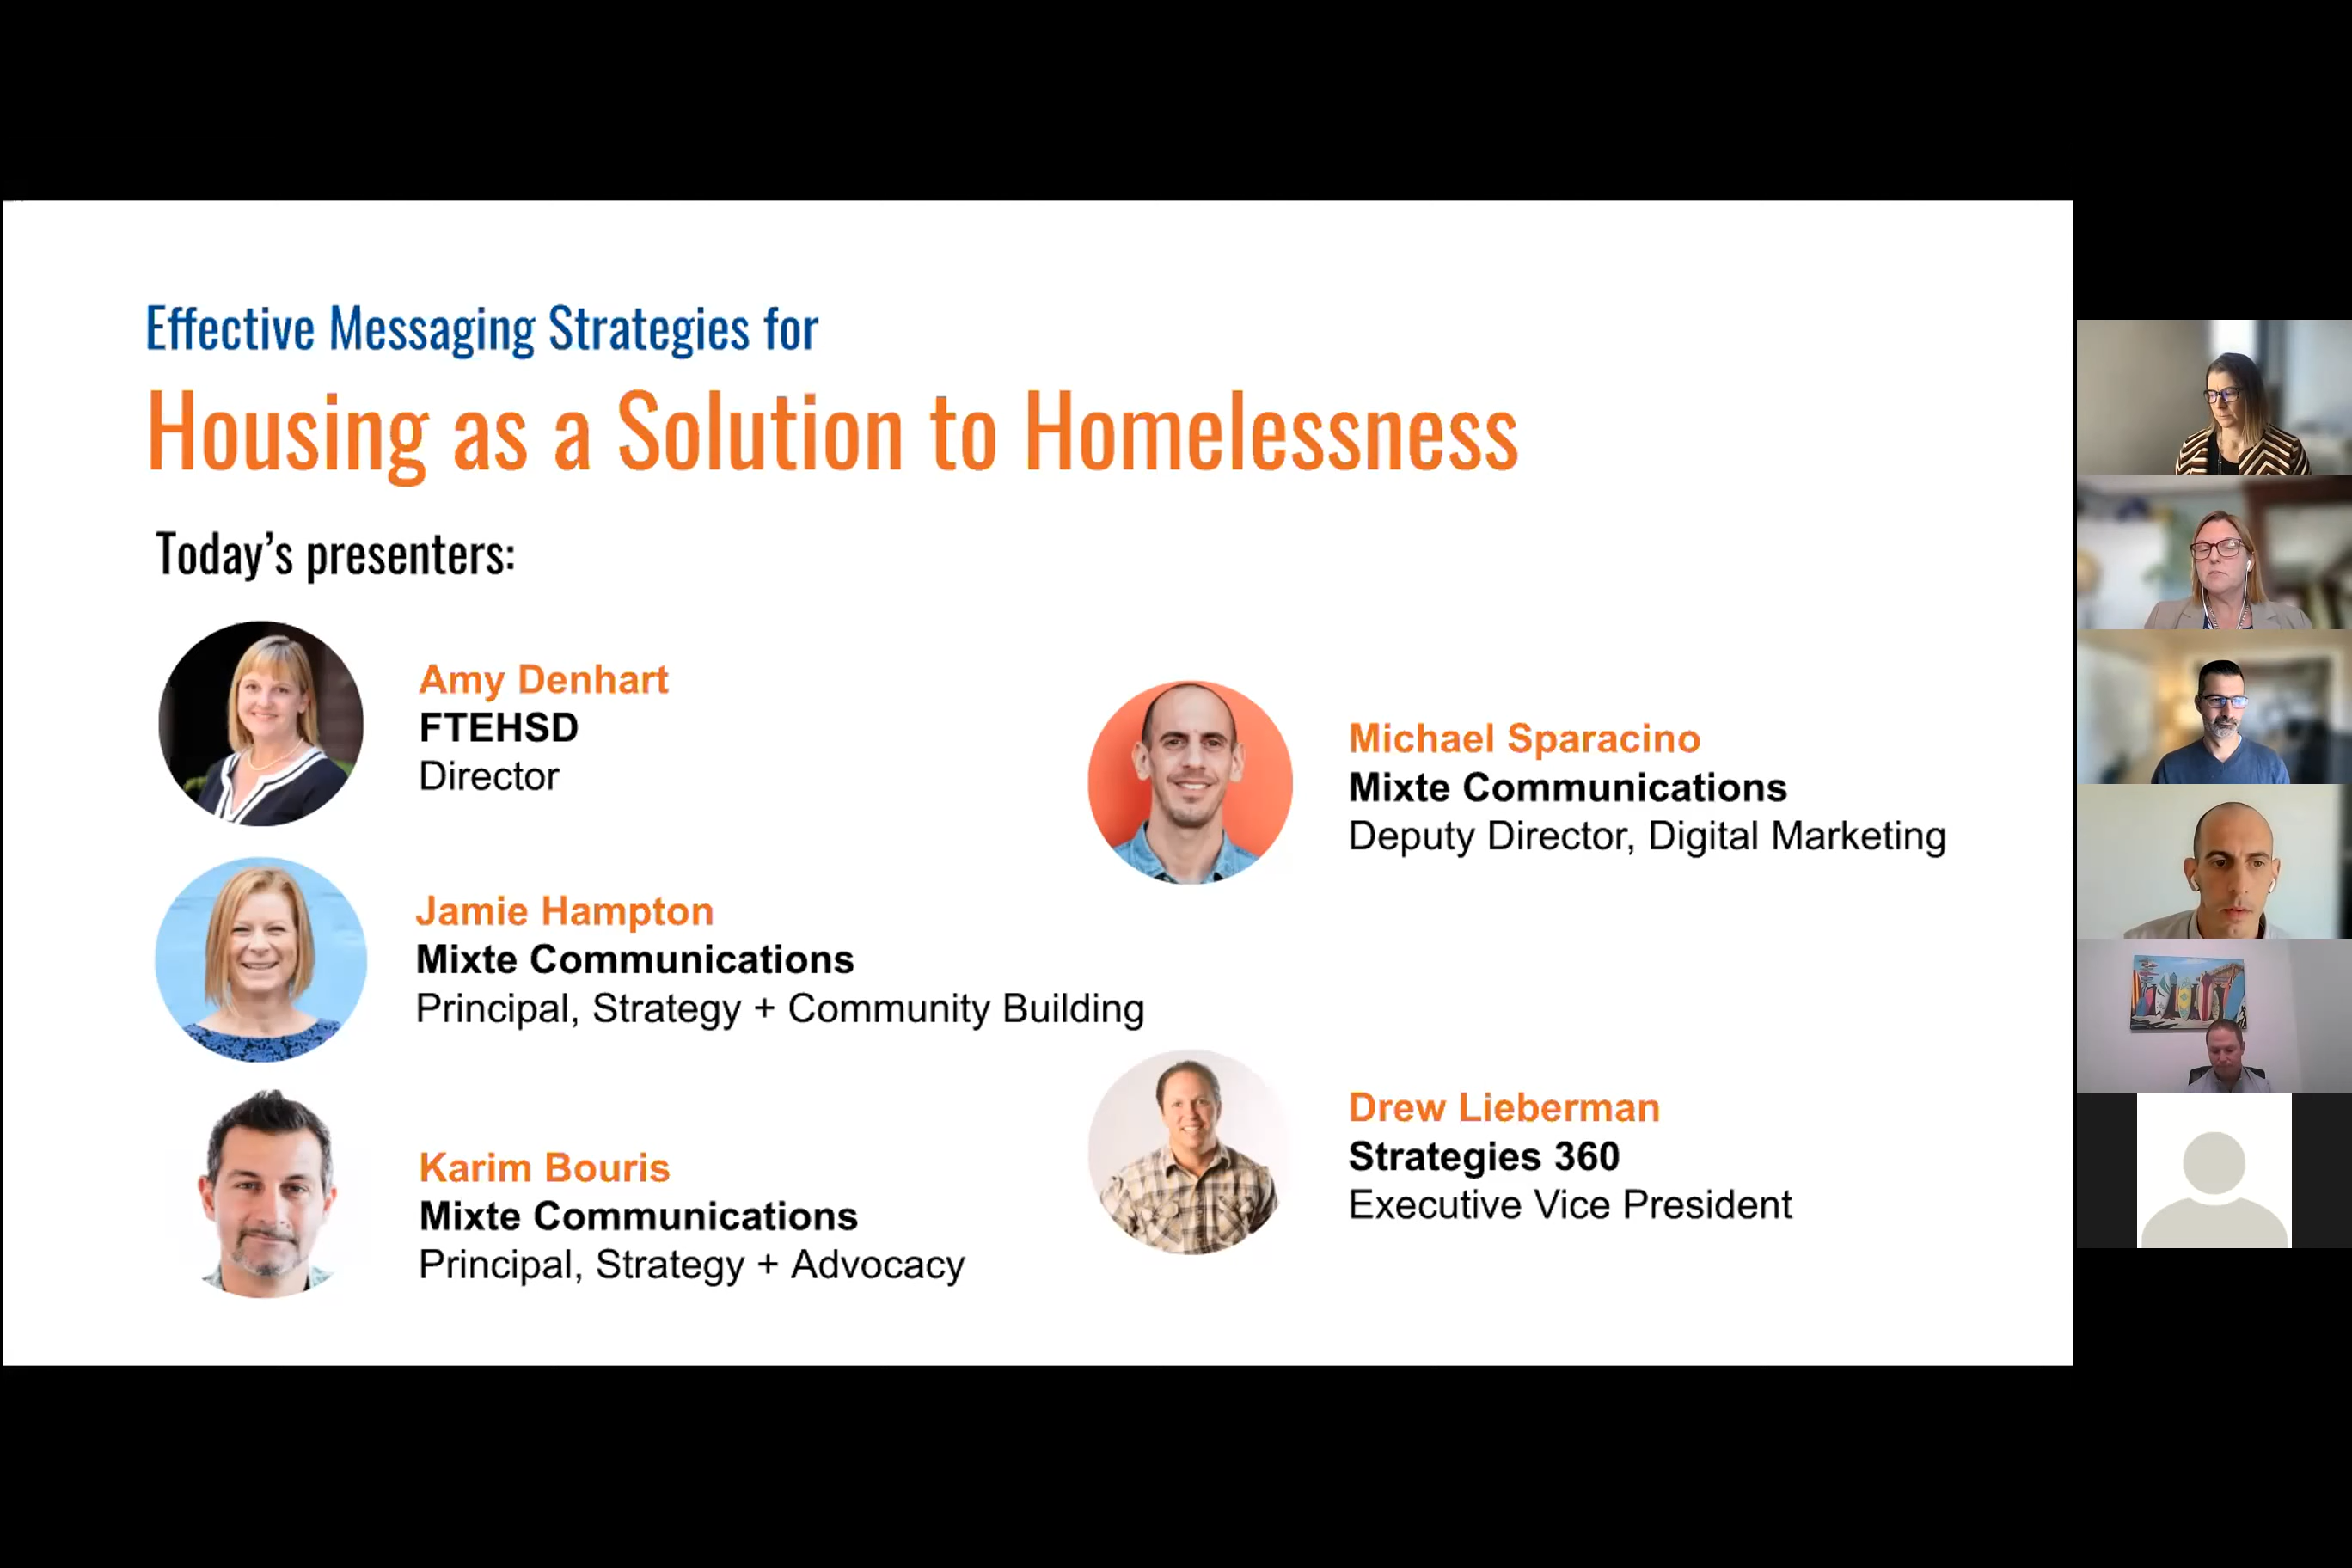 Effective Messaging Strategies for
Housing as a Solution to Homelessness
Today’s presenters:
Amy Denhart
FTEHSD
Director
Jamie Hampton
Mixte Communications
Principal, Strategy + Community Building
Karim Bouris
Mixte Communications
Principal, Strategy + Advocacy
Michael Sparacino
Mixte Communications
Deputy Director, Digital Marketing
Drew Lieberman
Strategies 360
Executive Vice President